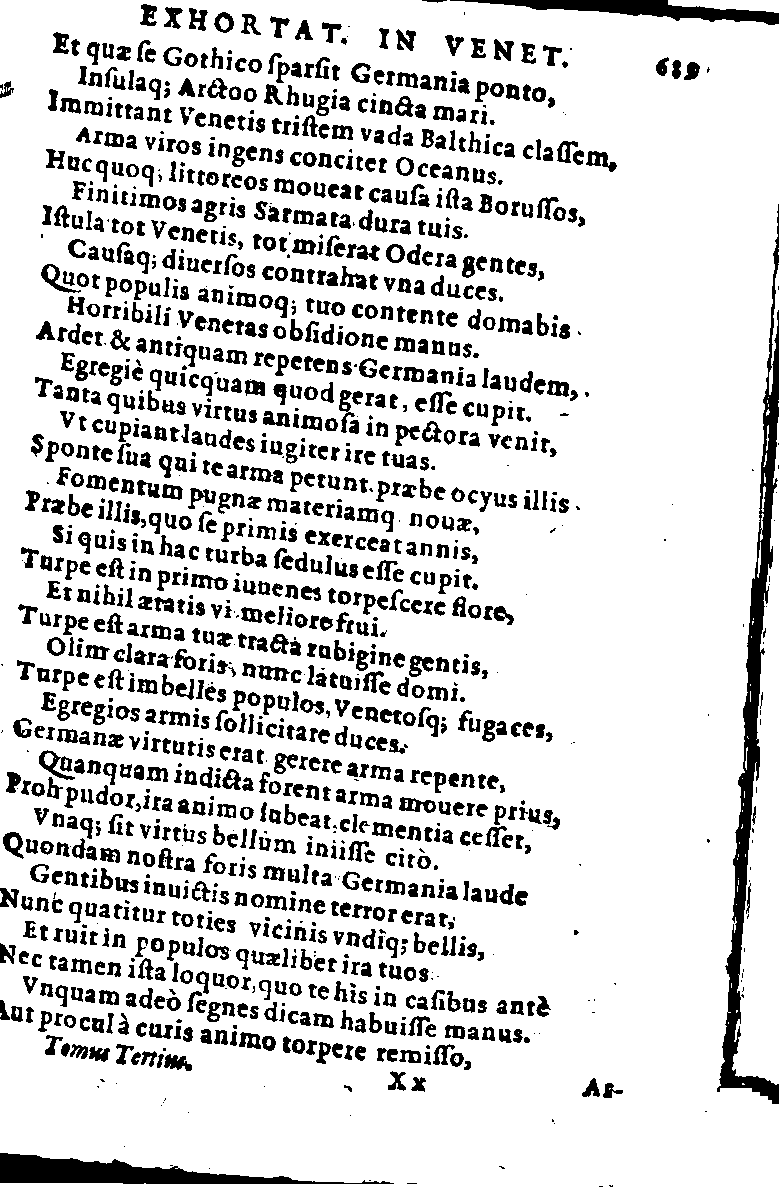 EXHORTAT. IN VENET. 689
Et quæ ſe Gothico ſparſit Germania ponto,
Inſulaq; Arctoo Rhugia cincta mari.
Immittant Venetis triſtem vada Balthica claſſem,
Arma viros ingens concitet Oceanus.
Huc quoq; littoreos moueat cauſa iſta Boruſſos,
Finitimos agris Sarmata dura tuis.
Iſtula tot Venetis, tot miſerat Odera gentes,
Cauſaq; diuerſos contrahat vna duces.
Quot populis animoq; tuo contente domabis
Horribili Venetas obſidione manus.
Ardet & antiquam repetens Germania laudem,
Egregiè quicquam quod gerat, eſſe cupit.
Tanta quibus virtus animoſa in pectora venit,
Vt cupiant laudes iugiter ire tuas.
Sponte ſua qui te arma petunt præbe ocyus illis
Fomentum pugnæ materiamq nouæ,
Præbe illis, quo ſe primis exerceat annis,
Si quis in hac turba ſedulus eſſe cupit.
Turpe eſt in primo iuuenes torpeſcere flore,
Et nihil ætatis vi meliore frui.
Turpe eſt arma tuæ tracta rubigine gentis,
Olim clara foris, nunc latuiſſe domi.
Turpe eſt imbelles populos, Venetoſq; fugaces,
Egregios armis ſollicitare duces.
Germanæ virtutis erat gerere arma repente,
Quanquam indicta forent arma mouere prius,
Proh pudor, ira animo ſubeat, clementia ceſſet,
Vnaq; ſit virtus bellum iniiſſe citò.
Quondam noſtra foris multa Germania laude
Gentibus inuictis nomine terror erat,
Nunc quatitur toties vicinis vndiq; bellis,
Et ruit in populos quælibet ira tuos
Nec tamen iſta loquor, quo te his in caſibus antè
Vnquam adeò ſegnes dicam habuiſſe manus.
Aut procul à curis animo torpere remiſſo,
Tomus Tertius. Xx Ar-